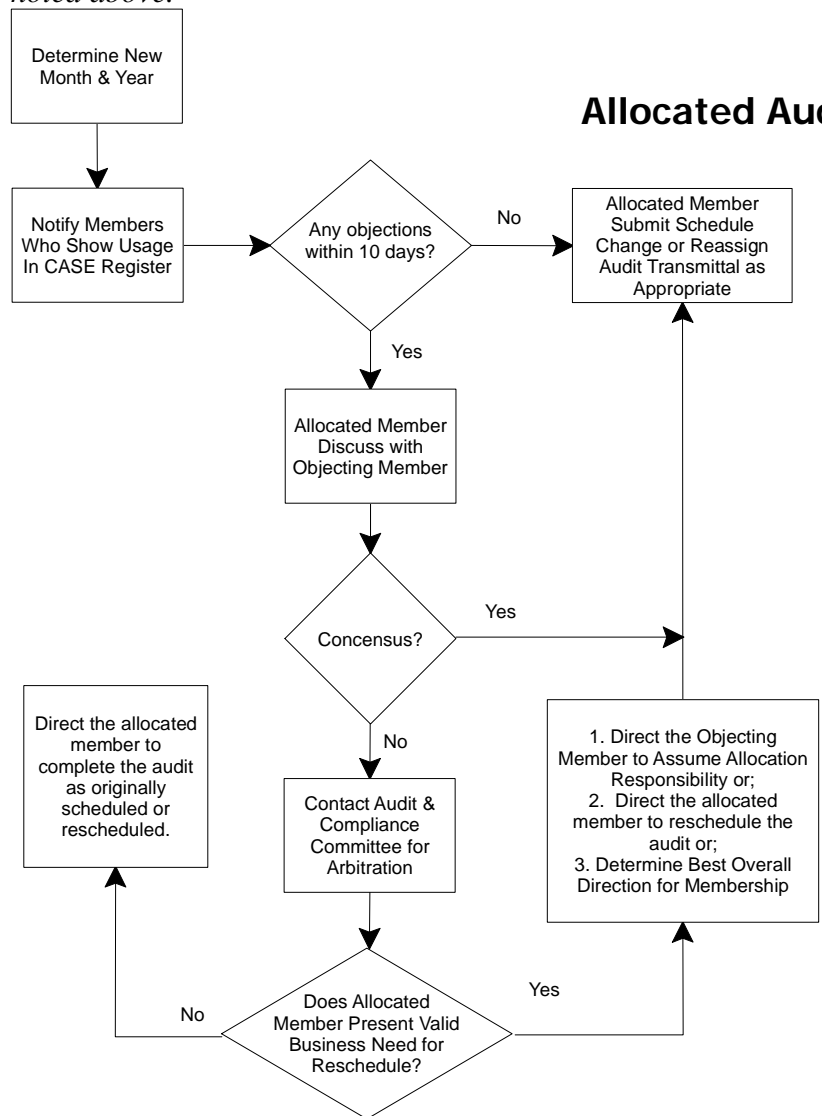 noted above.
Determine New
Month & Year
Allocated Aud
Notify Members
Who Show Usage
In CASE Register
Any objections
within 10 days?
No
Allocated Member
Submit Schedule
Change or Reassign
Audit Transmittal as
Appropriate
Yes
Allocated Member
Discuss with
Objecting Member
Concensus?
Yes
No
Direct the allocated
member to
complete the audit
as originally
scheduled or
rescheduled.
Contact Audit &
Compliance
Committee for
Arbitration
1. Direct the Objecting
Member to Assume Allocation
Responsibility or;
2. Direct the allocated
member to reschedule the
audit or;
3. Determine Best Overall
Direction for Membership
Does Allocated
Member Present Valid
Business Need for
Reschedule?
No
Yes